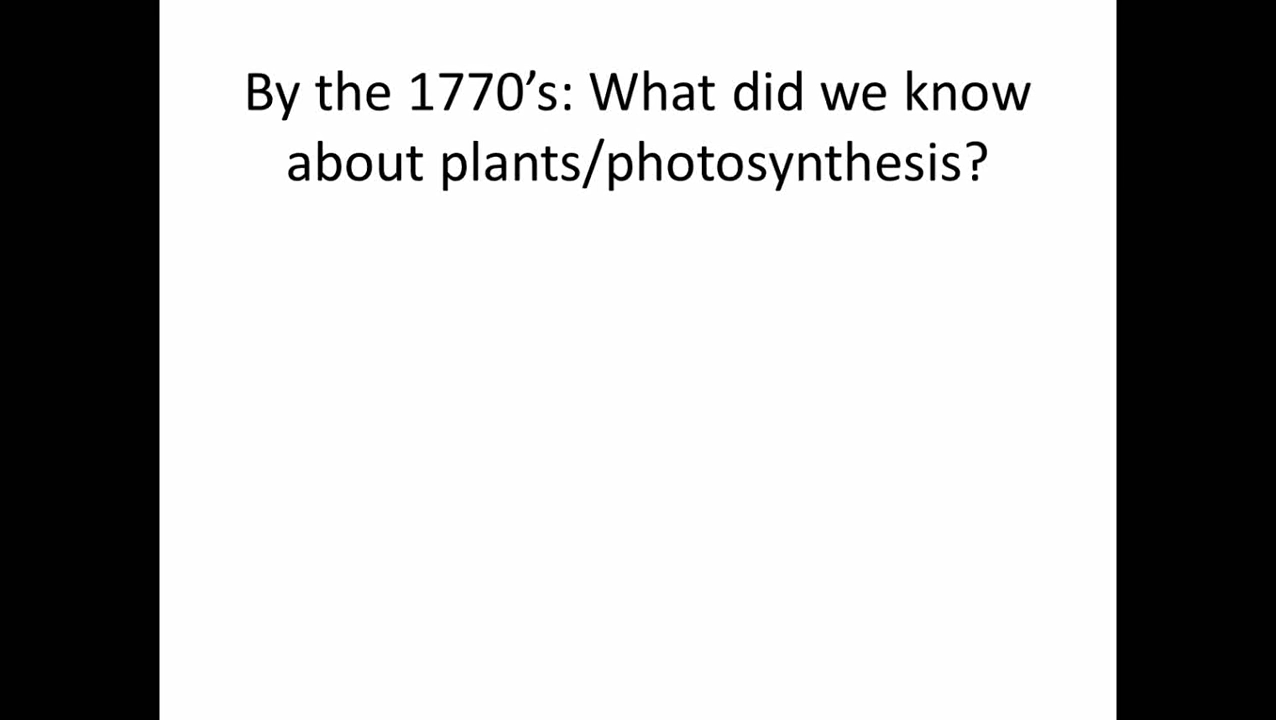 By the 1770’s: What did we know
about plants/photosynthesis?